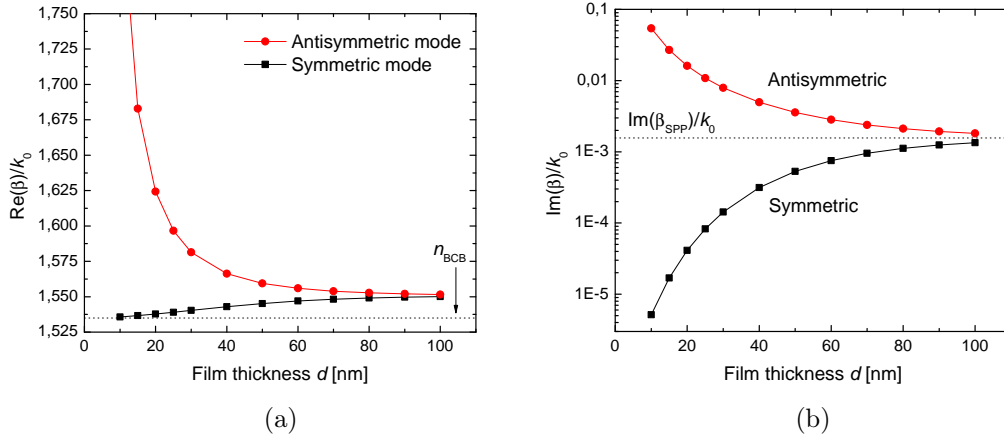 1,750
1,725
1,700
1,675
1,650
1,625
1,600
1,575
1,550
1,525
Re(β)/k0
Antisymmetric mode
Symmetric mode
nBCB
0 20 40 60 80 100
Film thickness d [nm]
(a)
0,1
0,01
1E-3
1E-4
1E-5
Im(β)/k0
Antisymmetric
Im(βSPP)/k0
Symmetric
0 20 40 60 80 100
Film thickness d [nm]
(b)